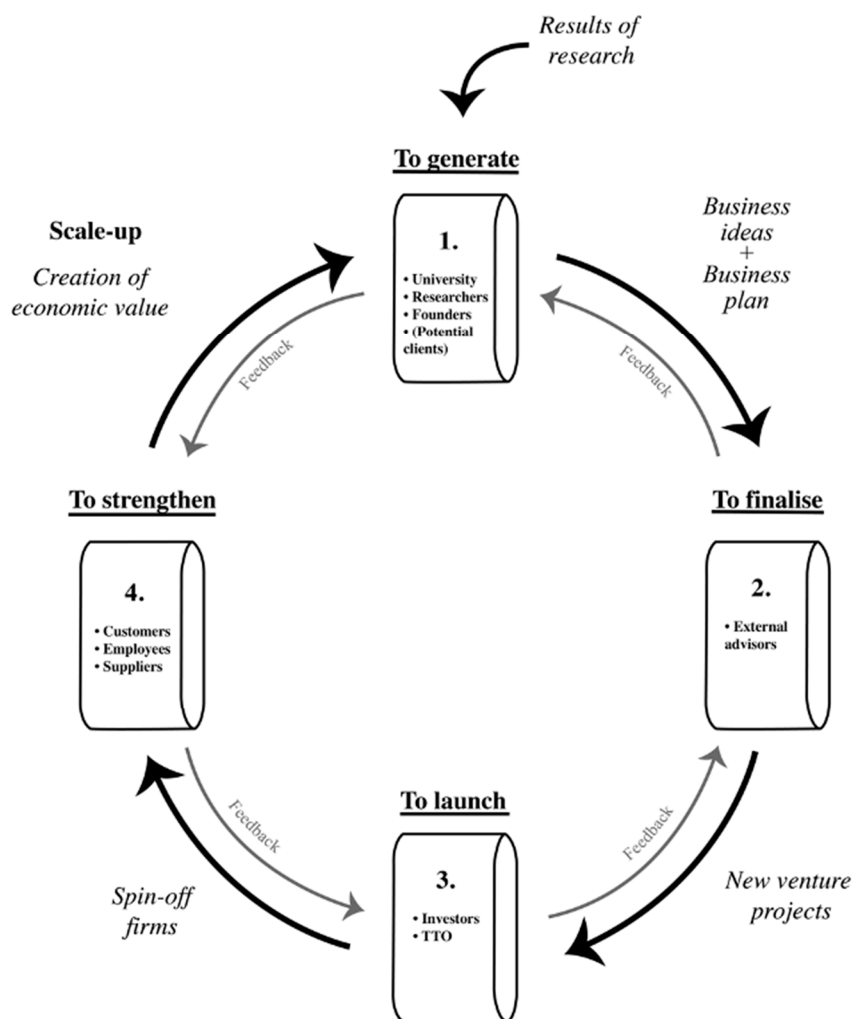 Results of
research
To generate
1.
• University
• Researchers
• Founders
• (Potential
clients)
Business
ideas
+
Business
plan
Feedback
To finalise
2.
• External
advisors
New venture
projects
Feedback
To launch
3.
• Investors
• TTO
Spin-off
firms
Feedback
To strengthen
4.
• Customers
• Employees
• Suppliers
Scale-up
Creation of
economic value
Feedback